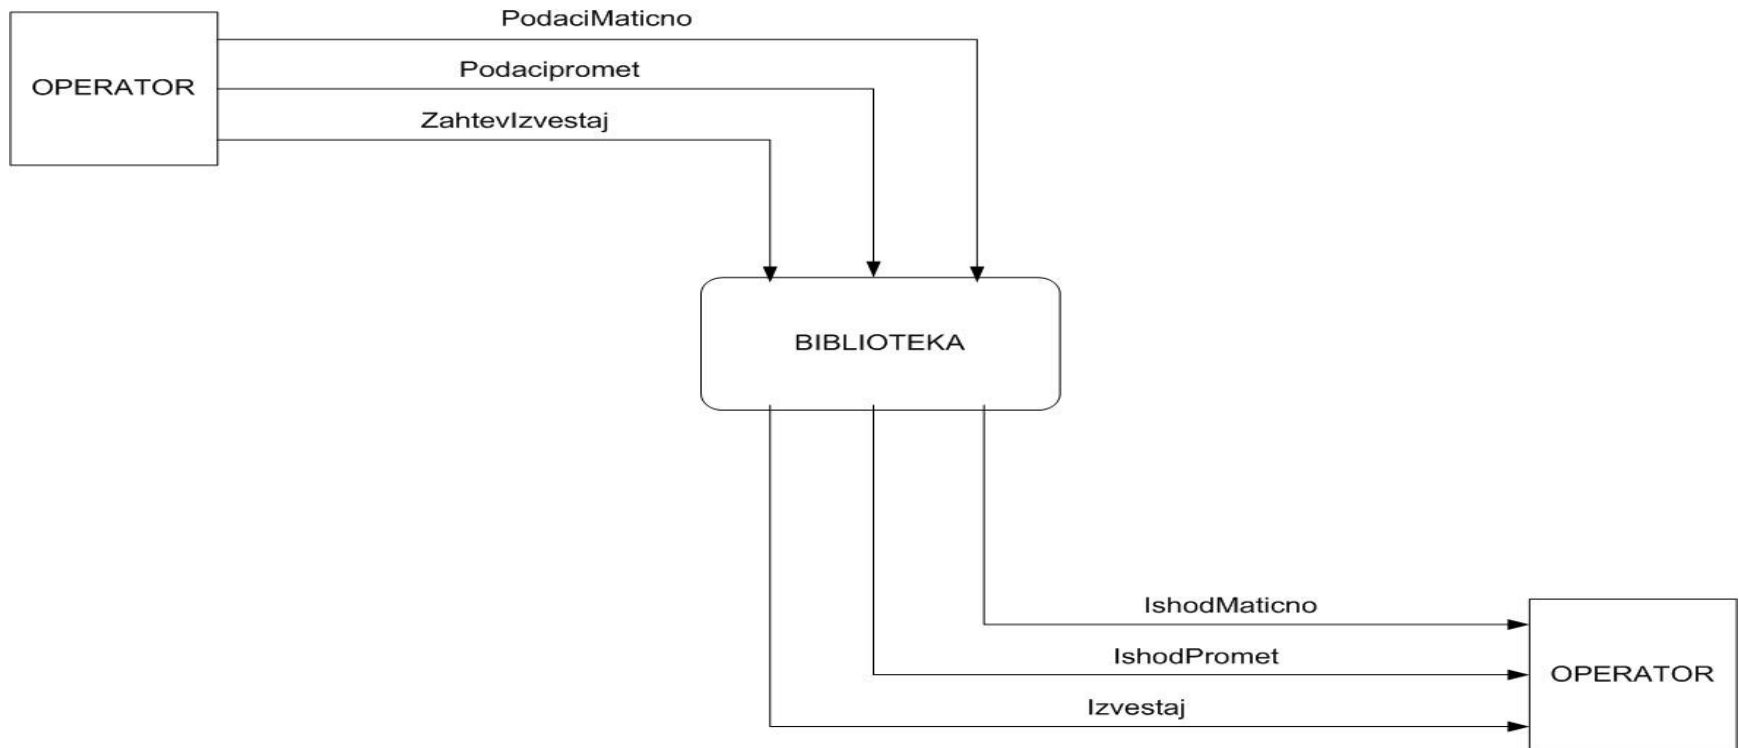 PodaciMaticno
Podacipromet
OPERATOR
ZahtevIzvestaj
BIBLIOTEKA
IshodMaticno
IshodPromet
OPERATOR
Izvestaj